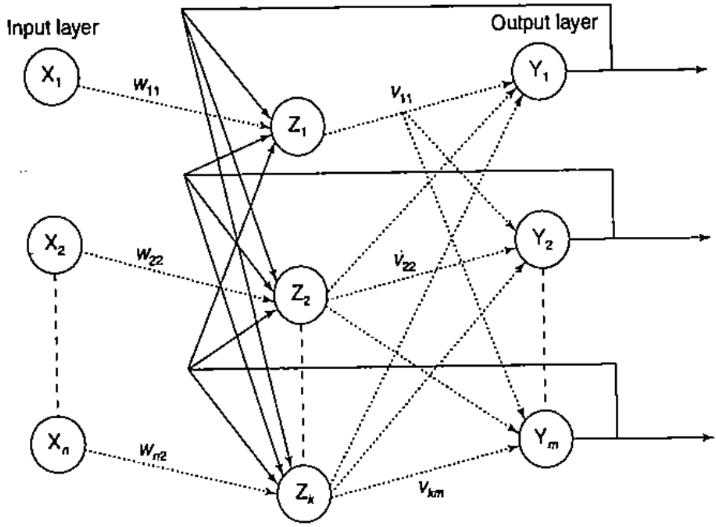 Input layer
Output layer
X1
w11
Z1
v11
Y1
X2
w22
Z2
v22
Y2
Xn
wn2
Zk
vkm
Ym